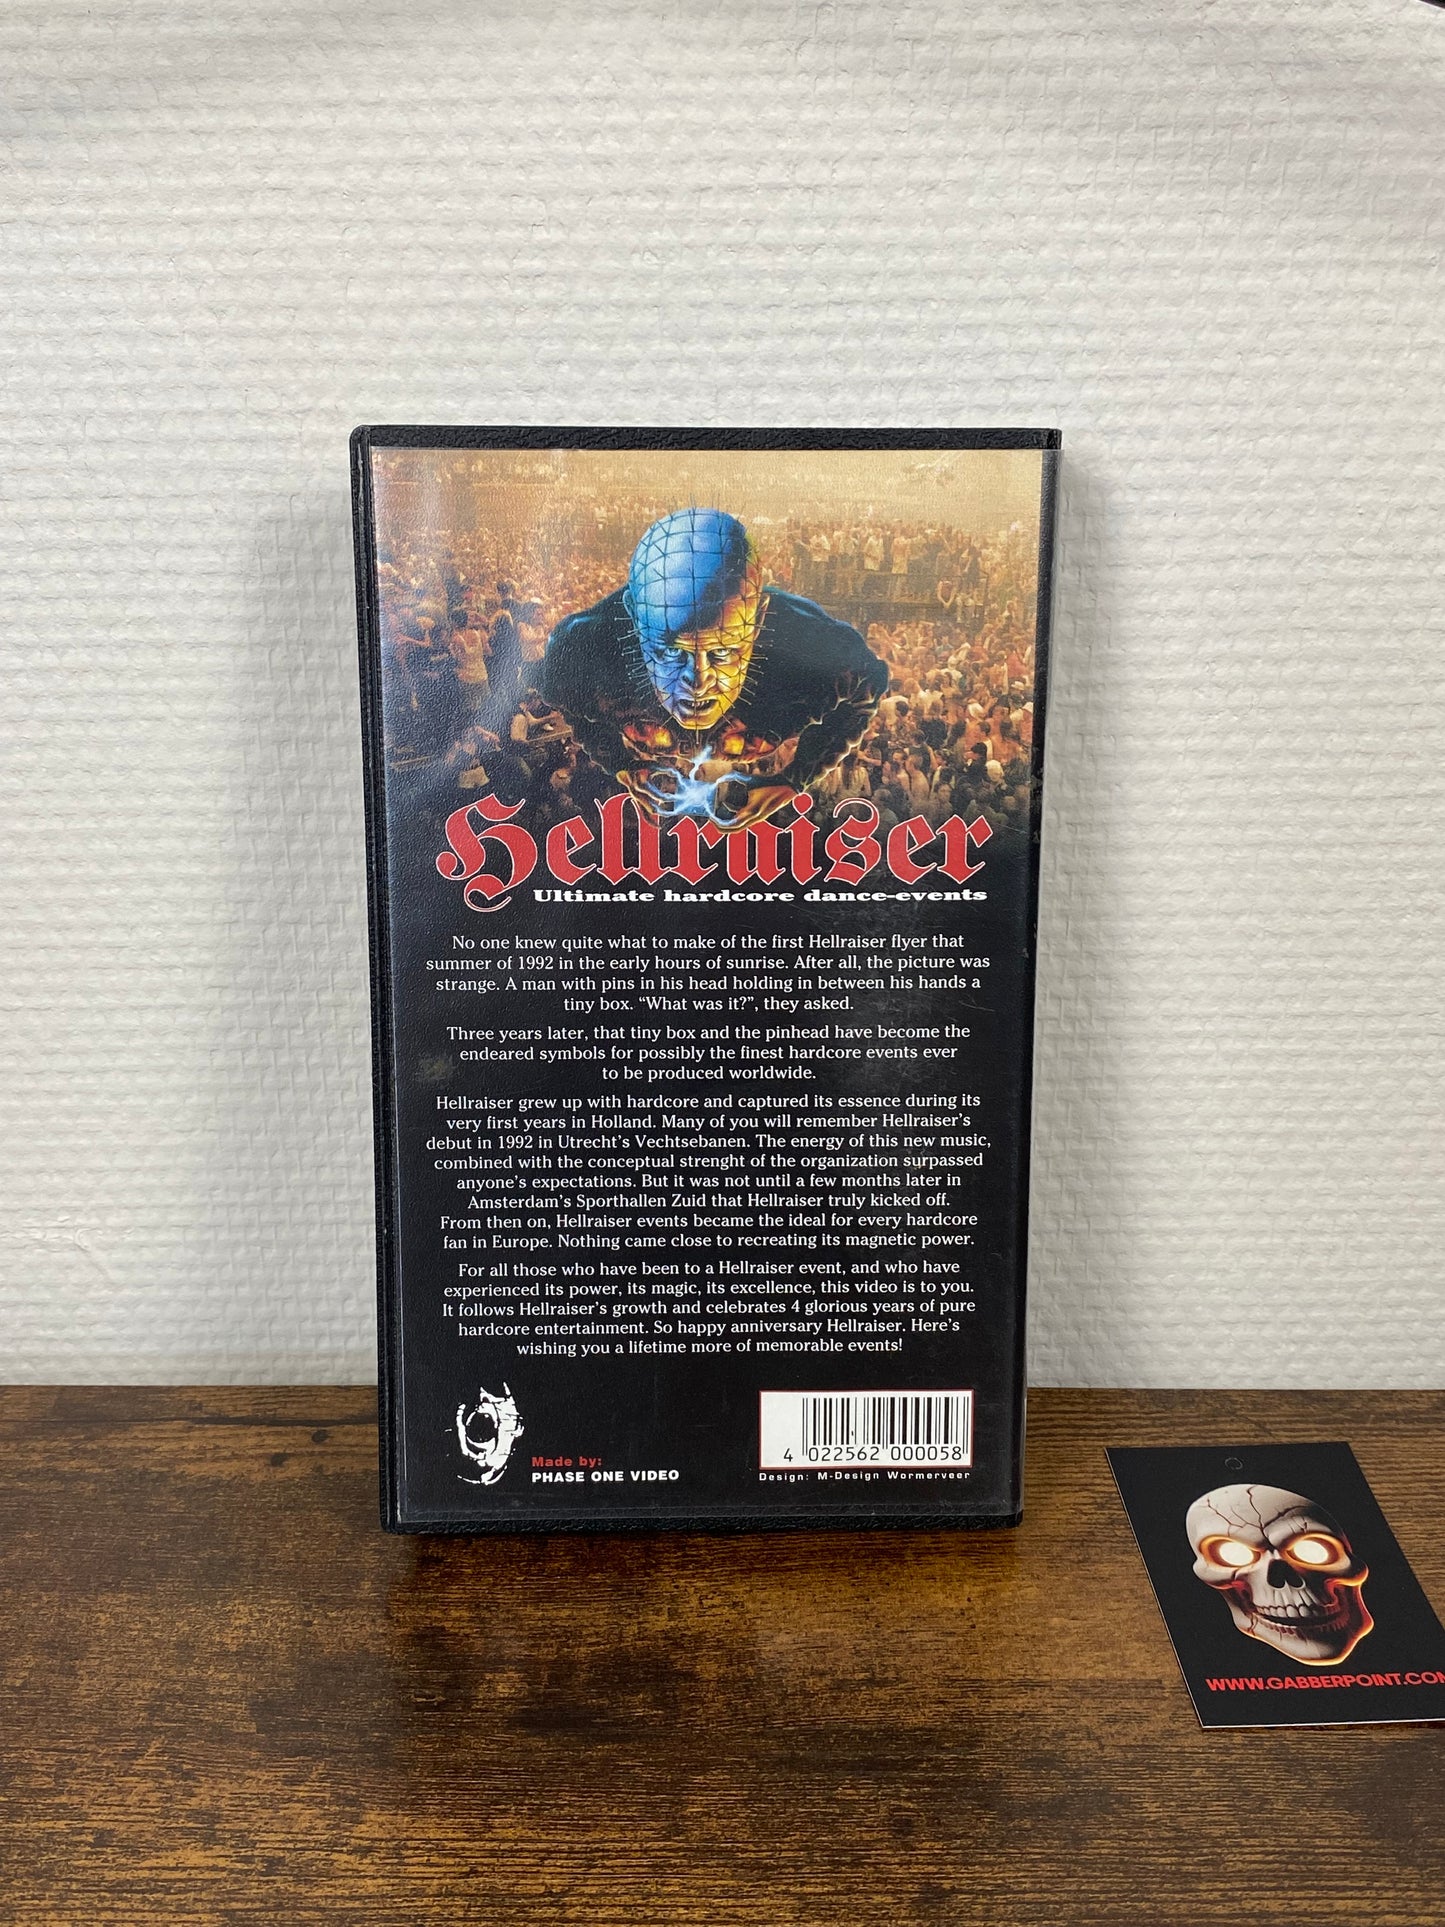 Hellraiser
Ultimate hardcore dance-events
No one knew quite what to make of the first Hellraiser flyer that
summer of 1992 in the early hours of sunrise. After all, the picture was
strange. A man with pins in his head holding in between his hands a
tiny box. “What was it?”, they asked.
Three years later, that tiny box and the pinhead have become the
endeared symbols for possibly the finest hardcore events ever
to be produced worldwide.
Hellraiser grew up with hardcore and captured its essence during its
very first years in Holland. Many of you will remember Hellraiser's
debut in 1992 in Utrecht's Vechtsebanen. The energy of this new music,
combined with the conceptual strenght of the organization surpassed
anyone's expectations. But it was not until a few months later in
Amsterdam's Sporthallen Zuid that Hellraiser truly kicked off.
From then on, Hellraiser events became the ideal for every hardcore
fan in Europe. Nothing came close to recreating its magnetic power.
For all those who have been to a Hellraiser event, and who have
experienced its power, its magic, its excellence, this video is to you.
It follows Hellraiser's growth and celebrates 4 glorious years of pure
hardcore entertainment. So happy anniversary Hellraiser. Here's
wishing you a lifetime more of memorable events!
Made by:
PHASE ONE VIDEO
4 022562 000058
Design: M-Design Wormerveer
WWW.GABBERPOINT.COM